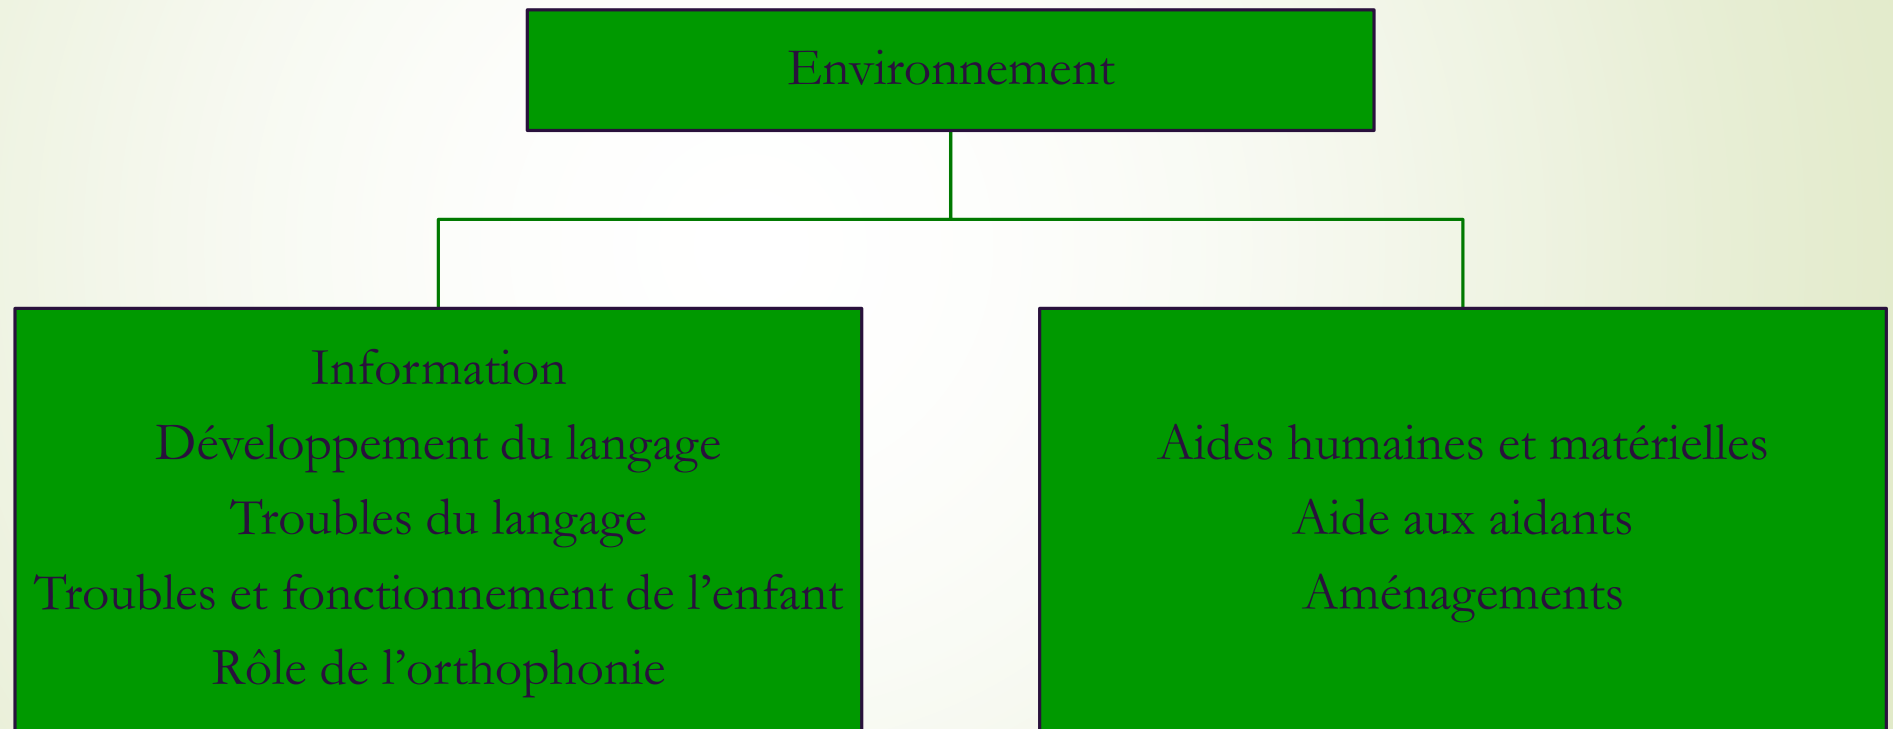 Environnement
Information
Développement du langage
Troubles du langage
Troubles et fonctionnement de l’enfant
Rôle de l’orthophonie
Aides humaines et matérielles
Aide aux aidants
Aménagements